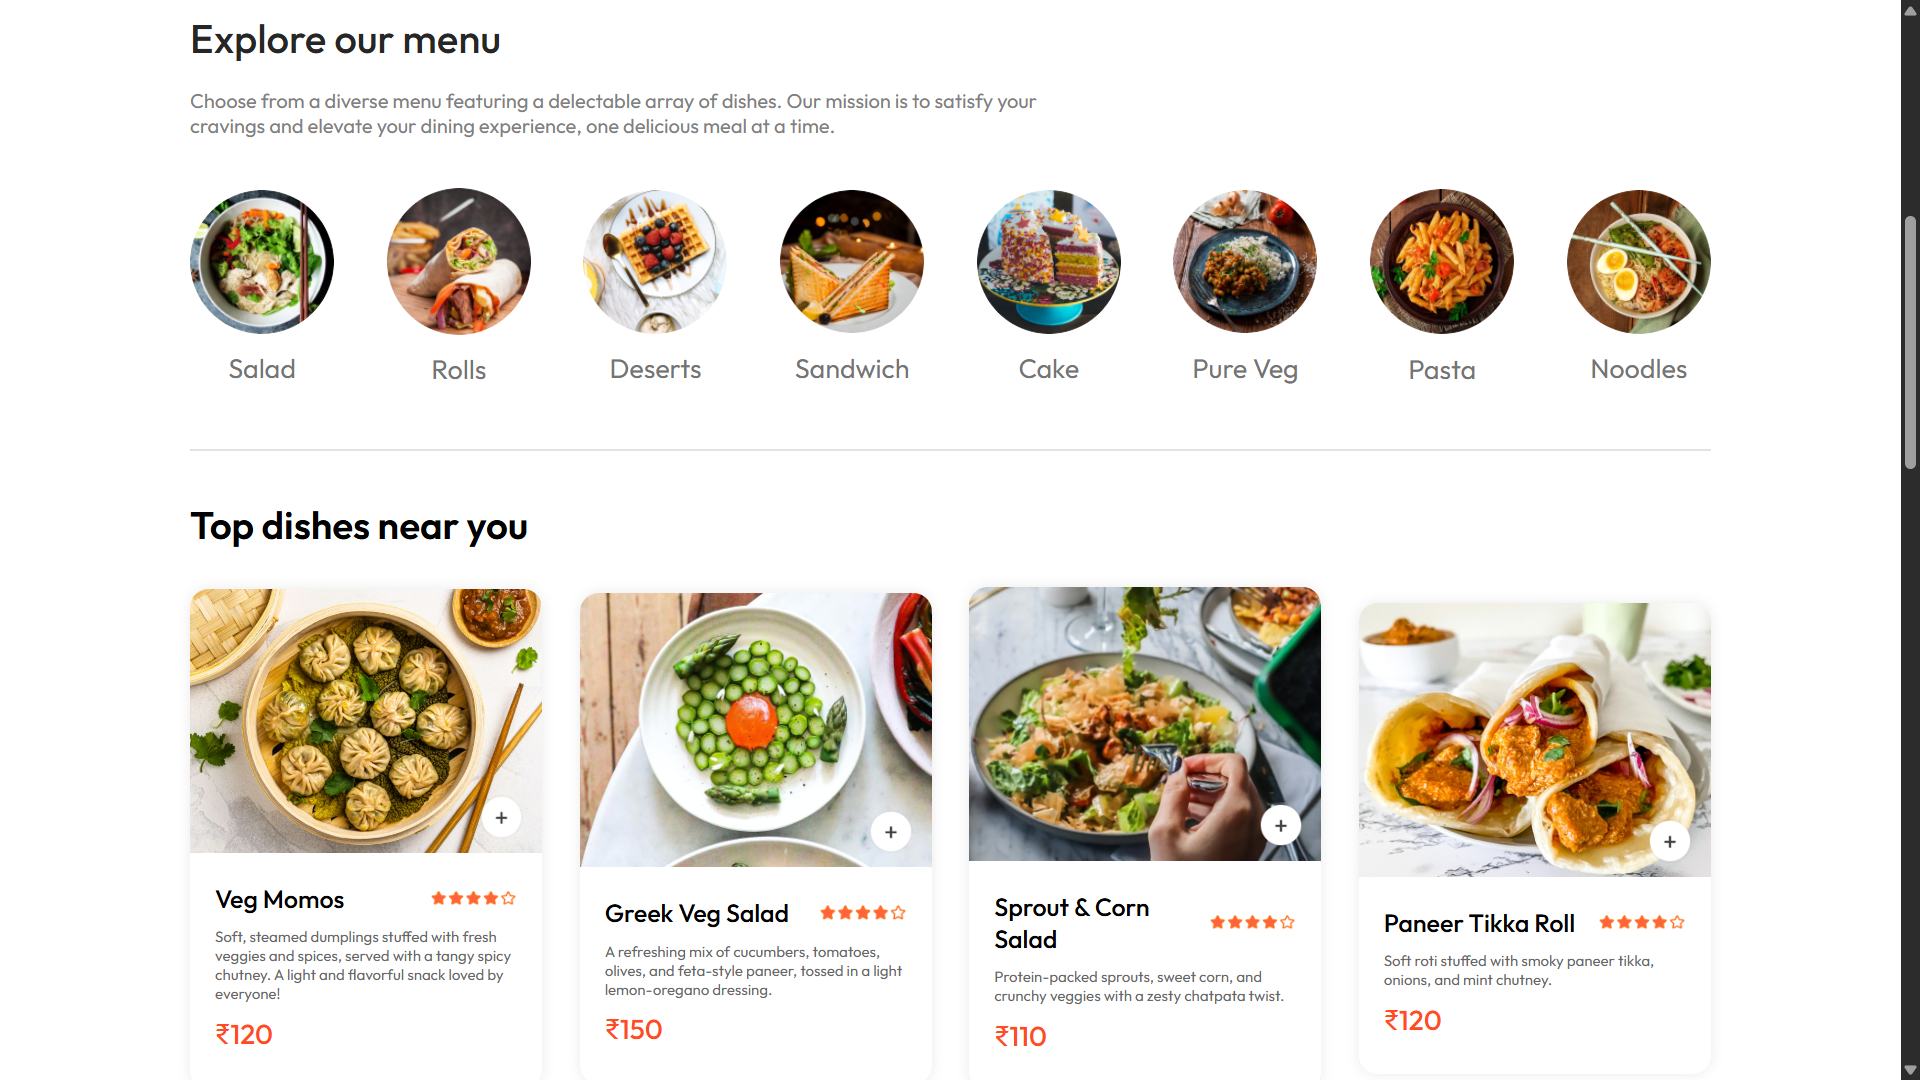 Explore our menu
Choose from a diverse menu featuring a delectable array of dishes. Our mission is to satisfy your
cravings and elevate your dining experience, one delicious meal at a time.
Salad
Rolls
Deserts
Sandwich
Cake
Pure Veg
Pasta
Noodles
Top dishes near you
Veg Momos
Soft, steamed dumplings stuffed with fresh
veggies and spices, served with a tangy spicy
chutney. A light and flavorful snack loved by
everyone!
₹120
Greek Veg Salad
A refreshing mix of cucumbers, tomatoes,
olives, and feta-style paneer, tossed in a light
lemon-oregano dressing.
₹150
Sprout & Corn
Salad
Protein-packed sprouts, sweet corn, and
crunchy veggies with a zesty chatpata twist.
₹110
Paneer Tikka Roll
Soft roti stuffed with smoky paneer tikka,
onions, and mint chutney.
₹120